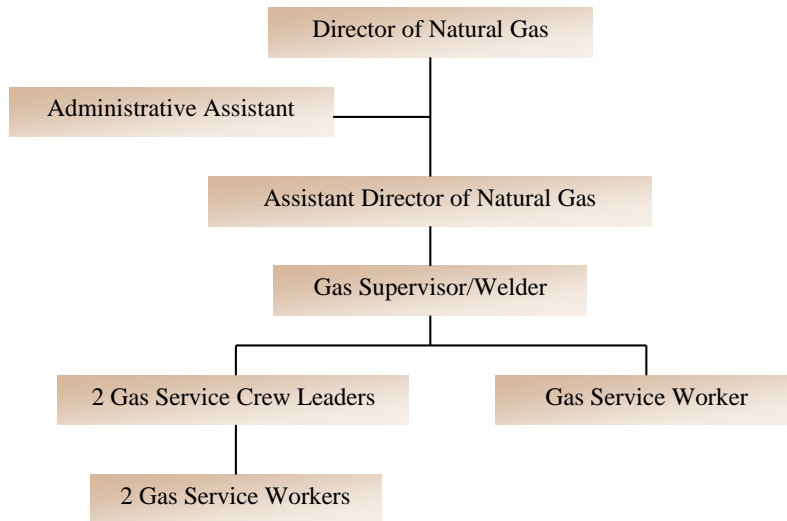 Director of Natural Gas
Administrative Assistant
Assistant Director of Natural Gas
Gas Supervisor/Welder
2 Gas Service Crew Leaders
Gas Service Worker
2 Gas Service Workers